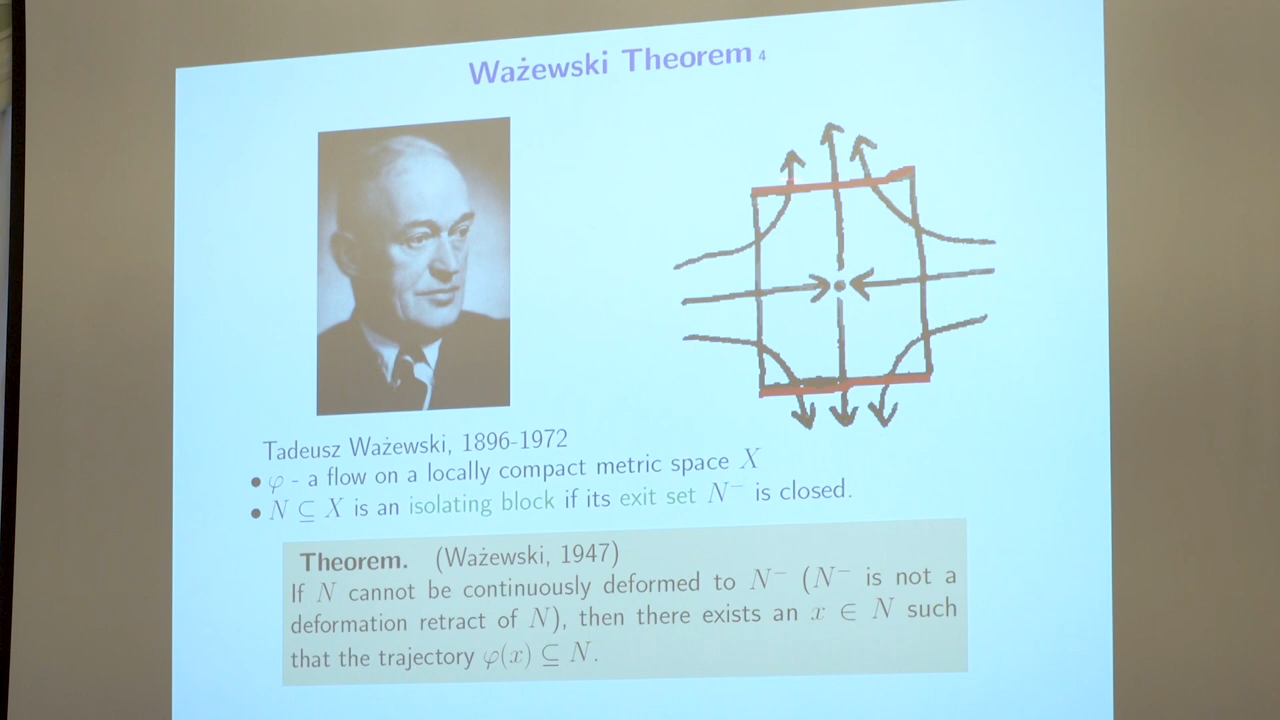 Ważewski Theorem 4
Tadeusz Ważewski, 1896-1972
• φ - a flow on a locally compact metric space X
• N ⊆ X is an isolating block if its exit set N⁻ is closed.
Theorem. (Ważewski, 1947)
If N cannot be continuously deformed to N⁻ (N⁻ is not a
deformation retract of N), then there exists an x ∈ N such
that the trajectory φ(x) ⊆ N.